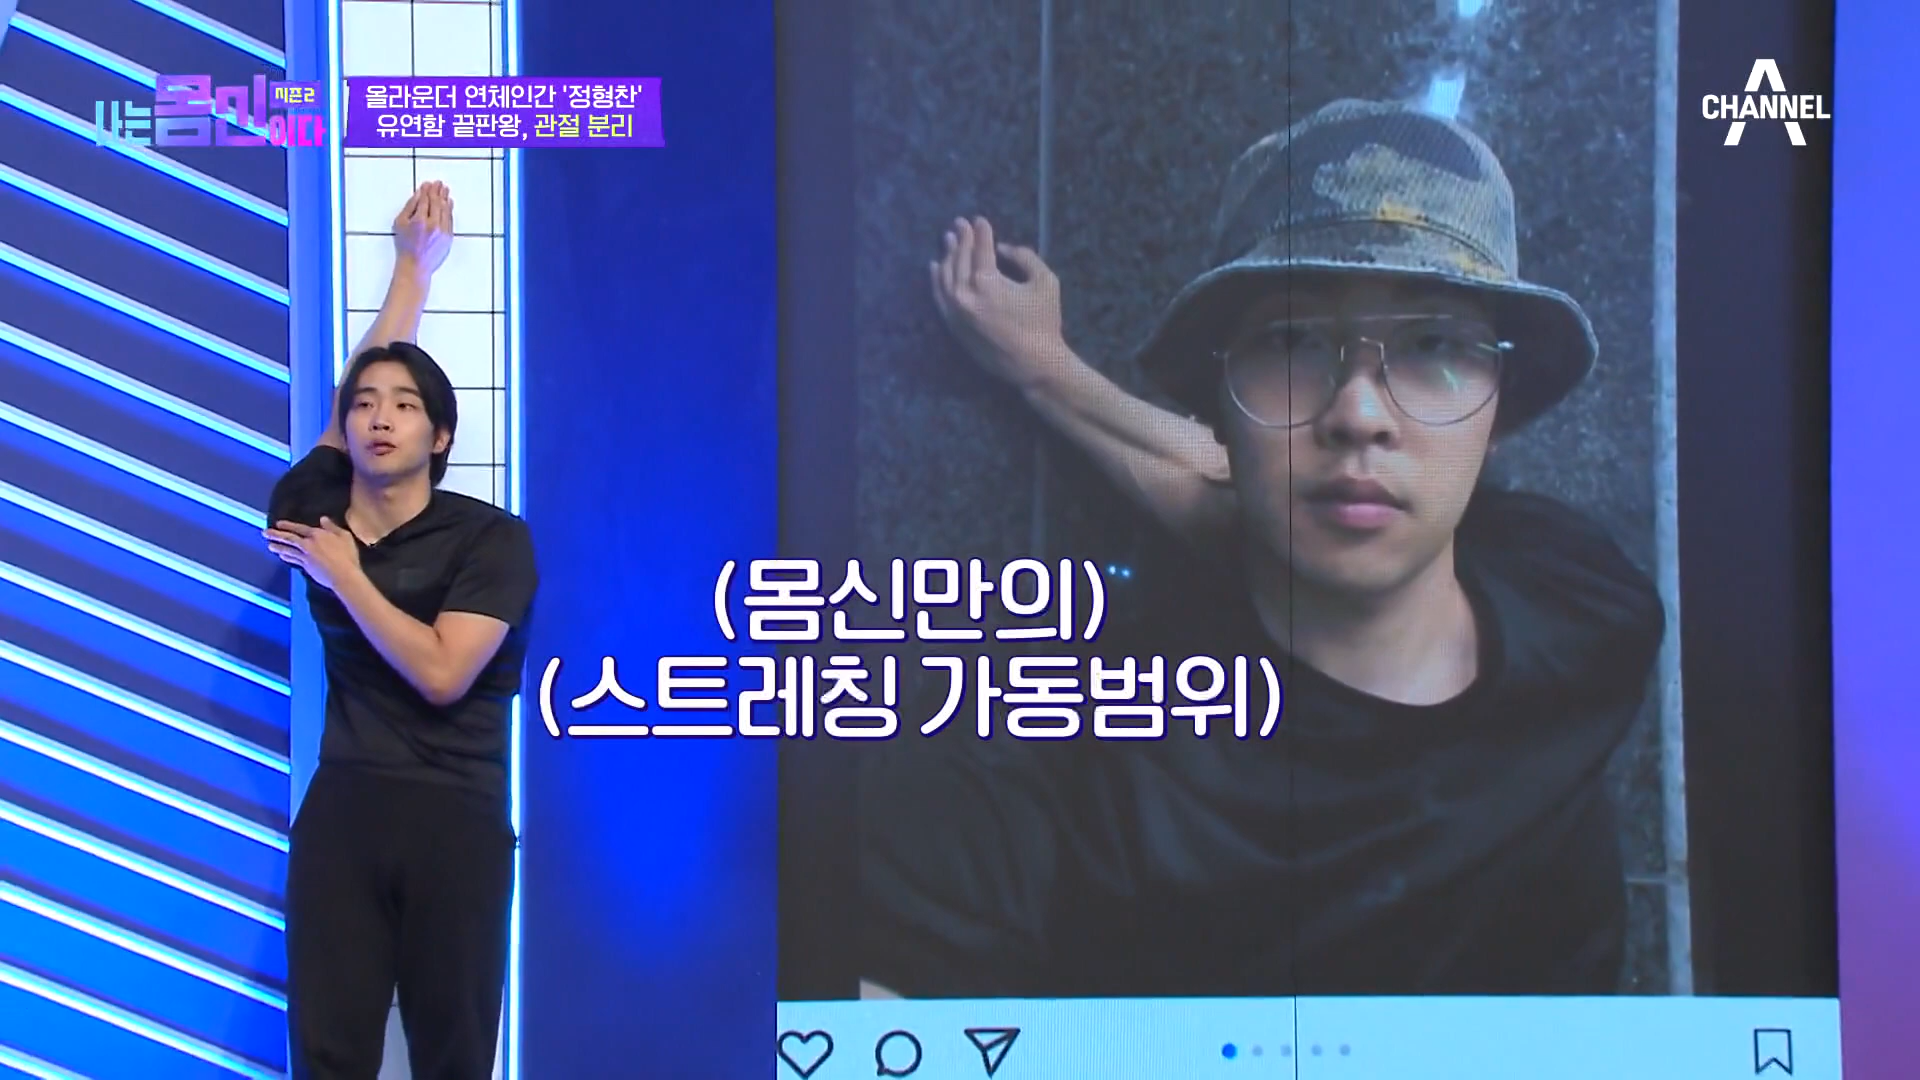 나는 몸신이다 시즌2
올라운더 연체인간 '정형찬'
유연함 끝판왕, 관절 분리
CHANNEL A
(몸신만의)
(스트레칭 가동범위)